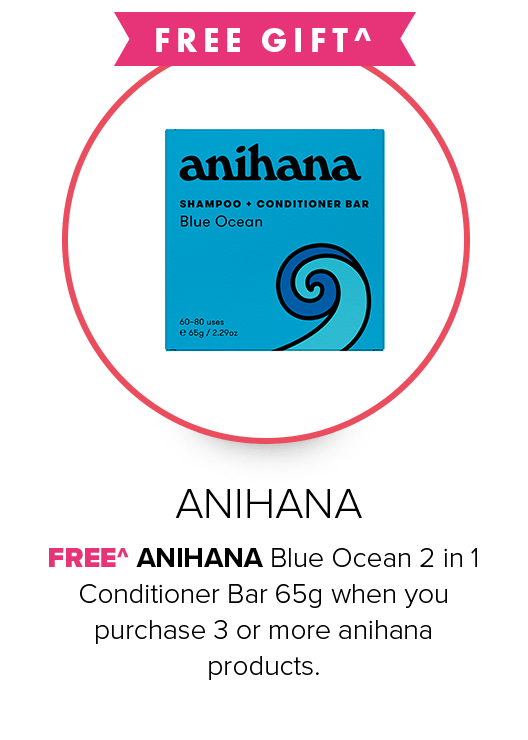 FREE GIFT^
anihana
SHAMPOO + CONDITIONER BAR
Blue Ocean
60-80 uses
℮ 65g / 2.29oz
ANIHANA
FREE^ ANIHANA Blue Ocean 2 in 1
Conditioner Bar 65g when you
purchase 3 or more anihana
products.